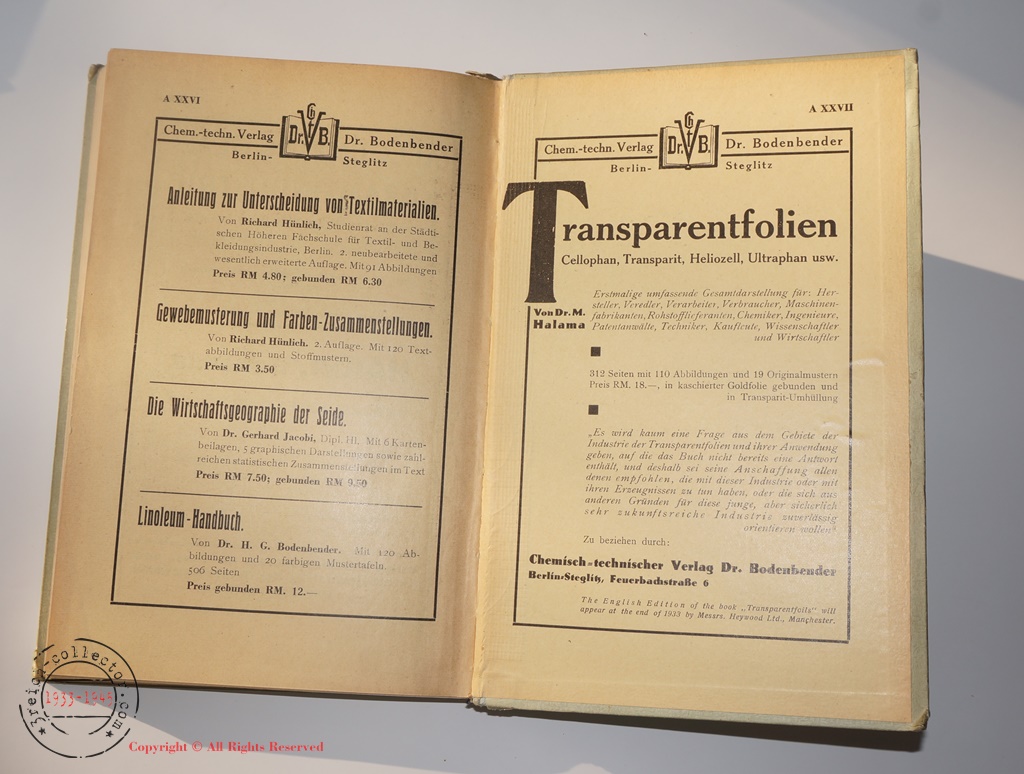 A XXVI
Chem.-techn. Verlag Dr. Bodenbender
Ch
Dr. V. B.
Berlin- Steglitz
Anleitung zur Unterscheidung von Textilmaterialien.
Von Richard Hünlich, Studienrat an der Städti-
schen Höheren Fachschule für Textil- und Be-
kleidungsindustrie, Berlin. 2. neubearbeitete und
wesentlich erweiterte Auflage. Mit 91 Abbildungen
Preis RM 4.80; gebunden RM 6.30
Gewebemusterung und Farben-Zusammenstellungen.
Von Richard Hünlich. 2. Auflage. Mit 120 Text-
abbildungen und Stoffmustern.
Preis RM 3.50
Die Wirtschaftsgeographie der Seide.
Von Dr. Gerhard Jacobi, Dipl. Hl. Mit 6 Karten-
beilagen, 5 graphischen Darstellungen sowie zahl-
reichen statistischen Zusammenstellungen im Text
Preis RM 7.50; gebunden RM 9.50
Linoleum-Handbuch.
Von Dr. H. G. Bodenbender. Mit 120 Ab-
bildungen und 20 farbigen Mustertafeln.
506 Seiten
Preis gebunden RM. 12.—
A XXVII
Chem.-techn. Verlag Dr. Bodenbender
Ch
Dr. V. B.
Berlin- Steglitz
Transparentfolien
Cellophan, Transparit, Heliozell, Ultraphan usw.
Von Dr. M.
Halama
Erstmalige umfassende Gesamtdarstellung für: Her-
steller, Veredler, Verarbeiter, Verbraucher, Maschinen-
fabrikanten, Rohstofflieferanten, Chemiker, Ingenieure,
Patentanwälte, Techniker, Kaufleute, Wissenschaftler
und Wirtschaftler
312 Seiten mit 110 Abbildungen und 19 Originalmustern
Preis RM. 18.—, in kaschierter Goldfolie gebunden und
in Transparit-Umhüllung
„Es wird kaum eine Frage aus dem Gebiete der
Industrie der Transparentfolien und ihrer Anwendung
geben, auf die das Buch nicht bereits eine Antwort
enthält, und deshalb sei seine Anschaffung allen
denen empfohlen, die mit dieser Industrie oder mit
ihren Erzeugnissen zu tun haben, oder die sich aus
anderen Gründen für diese junge, aber sicherlich
sehr zukunftsreiche Industrie zuverlässig
orientieren wollen“
Zu beziehen durch:
Chemisch-technischer Verlag Dr. Bodenbender
Berlin-Steglitz, Feuerbachstraße 6
The English Edition of the book „Transparentfoils“ will
appear at the end of 1933 by Messrs. Heywood Ltd., Manchester.
3reich-collector.com
1933-1945
Copyright © All Rights Reserved